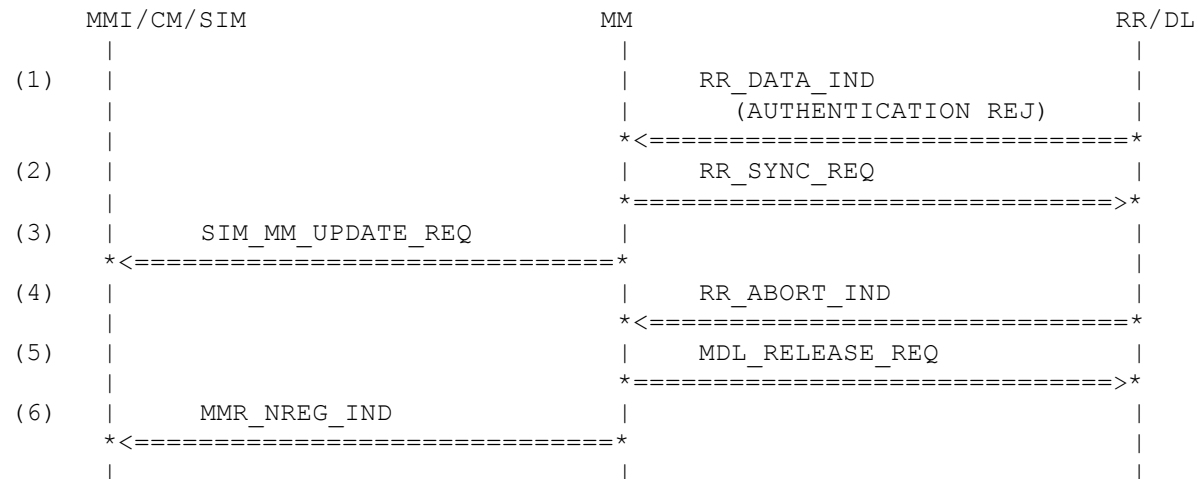 MMI/CM/SIM MM RR/DL
| | |
(1) | | RR_DATA_IND |
| | (AUTHENTICATION REJ) |
| *<==============================*
(2) | | RR_SYNC_REQ |
| *==============================>*
(3) | SIM_MM_UPDATE_REQ | |
*<==============================* |
(4) | | RR_ABORT_IND |
| *<==============================*
(5) | | MDL_RELEASE_REQ |
| *==============================>*
(6) | MMR_NREG_IND | |
*<==============================* |
| | |